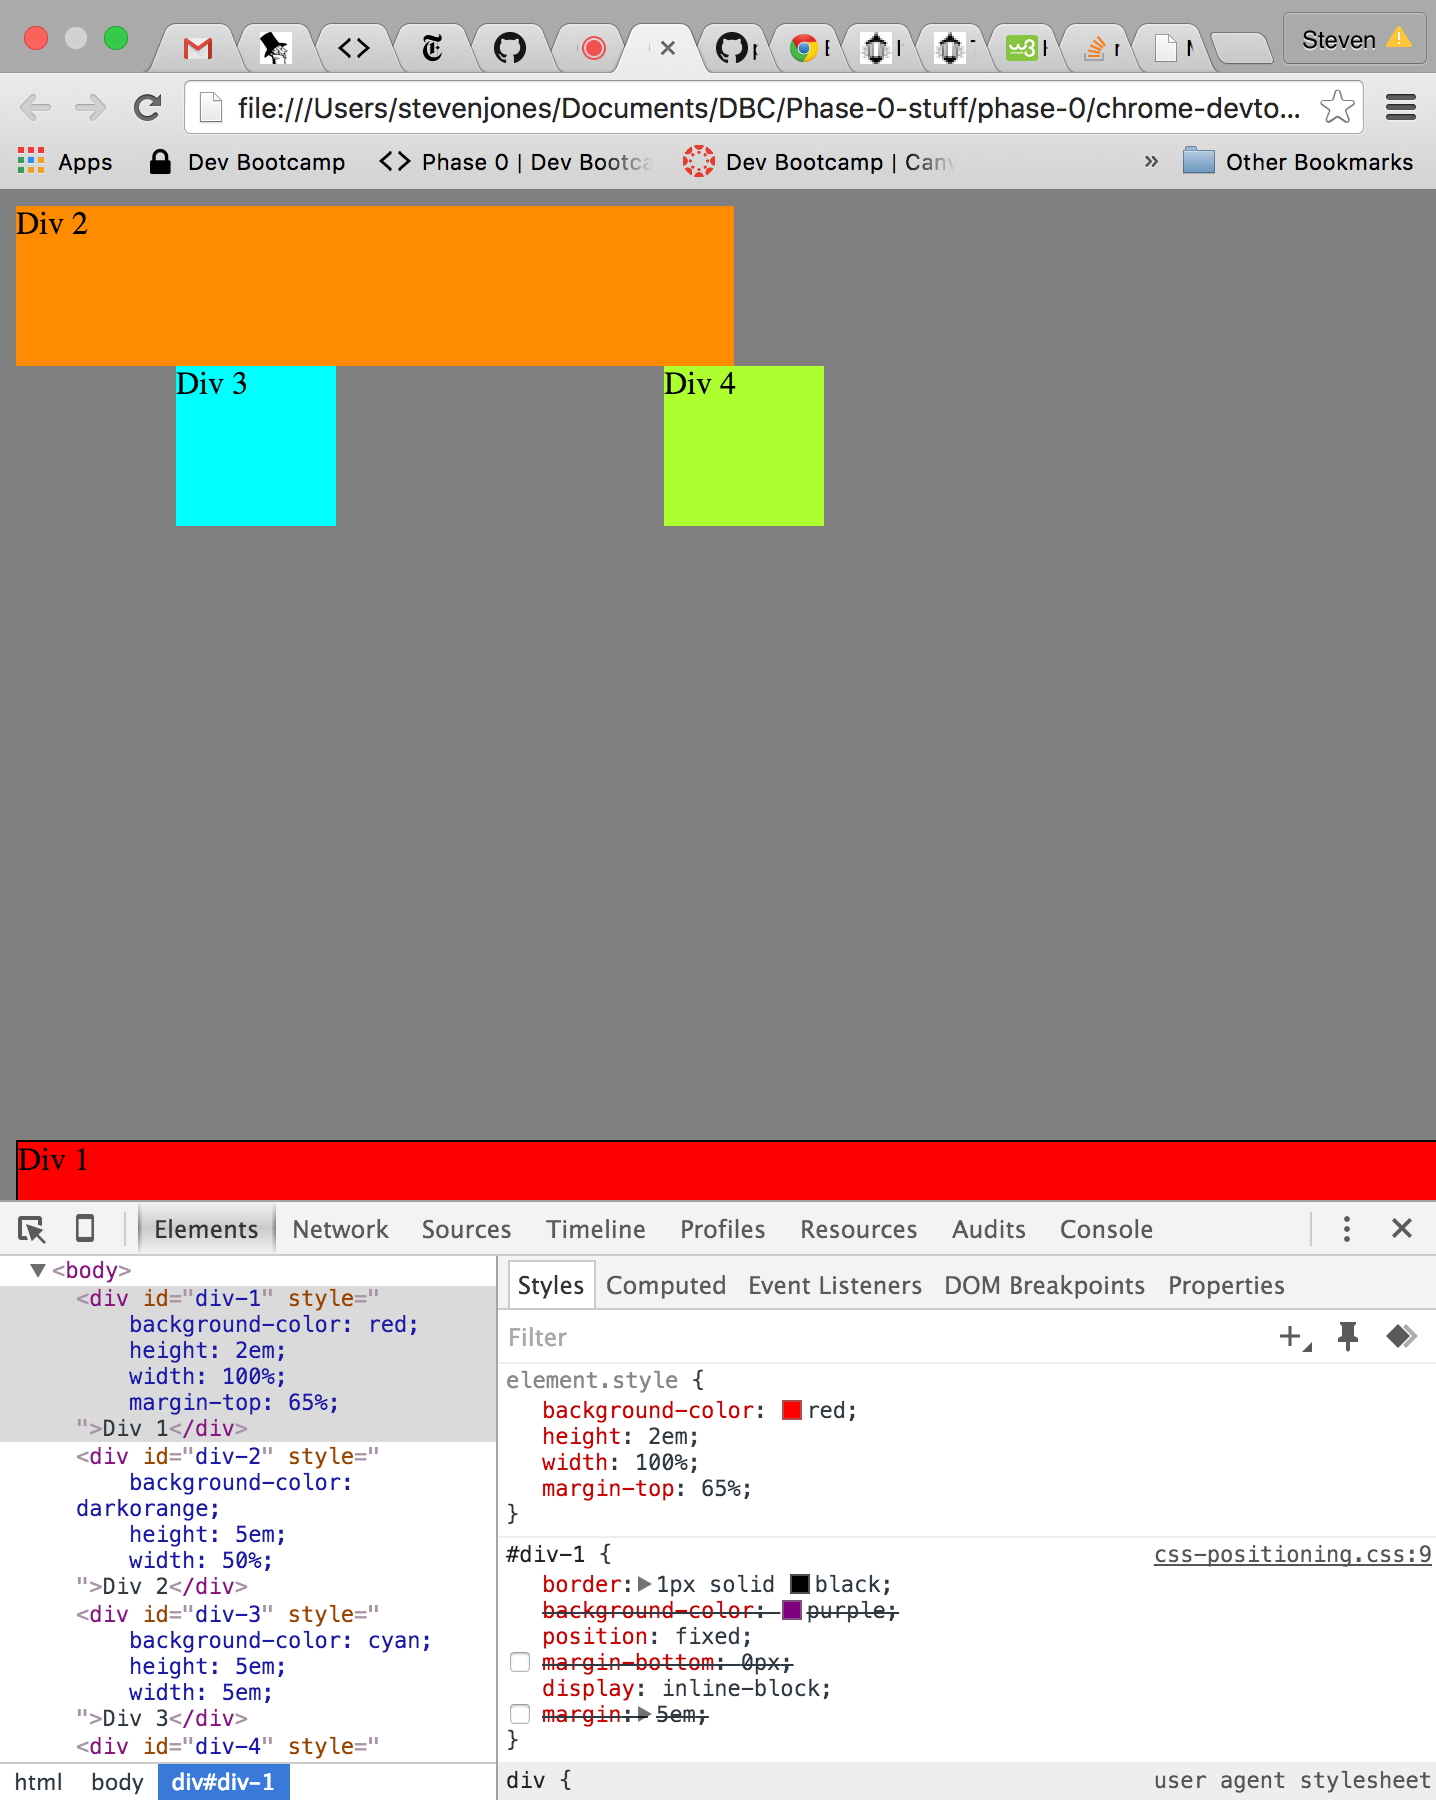 Steven
file:///Users/stevenjones/Documents/DBC/Phase-0-stuff/phase-0/chrome-devto...
Apps Dev Bootcamp <> Phase 0 | Dev Bootca Dev Bootcamp | Canv » Other Bookmarks
Div 2
Div 3 Div 4
Div 1
Elements Network Sources Timeline Profiles Resources Audits Console
<body>
<div id="div-1" style="
background-color: red;
height: 2em;
width: 100%;
margin-top: 65%;
">Div 1</div>
<div id="div-2" style="
background-color:
darkorange;
height: 5em;
width: 50%;
">Div 2</div>
<div id="div-3" style="
background-color: cyan;
height: 5em;
width: 5em;
">Div 3</div>
<div id="div-4" style="
html body div#div-1
Styles Computed Event Listeners DOM Breakpoints Properties
Filter
element.style {
background-color: red;
height: 2em;
width: 100%;
margin-top: 65%;
}
#div-1 { css-positioning.css:9
border: 1px solid black;
background-color: purple;
position: fixed;
margin-bottom: 0px;
display: inline-block;
margin: 5em;
}
div { user agent stylesheet